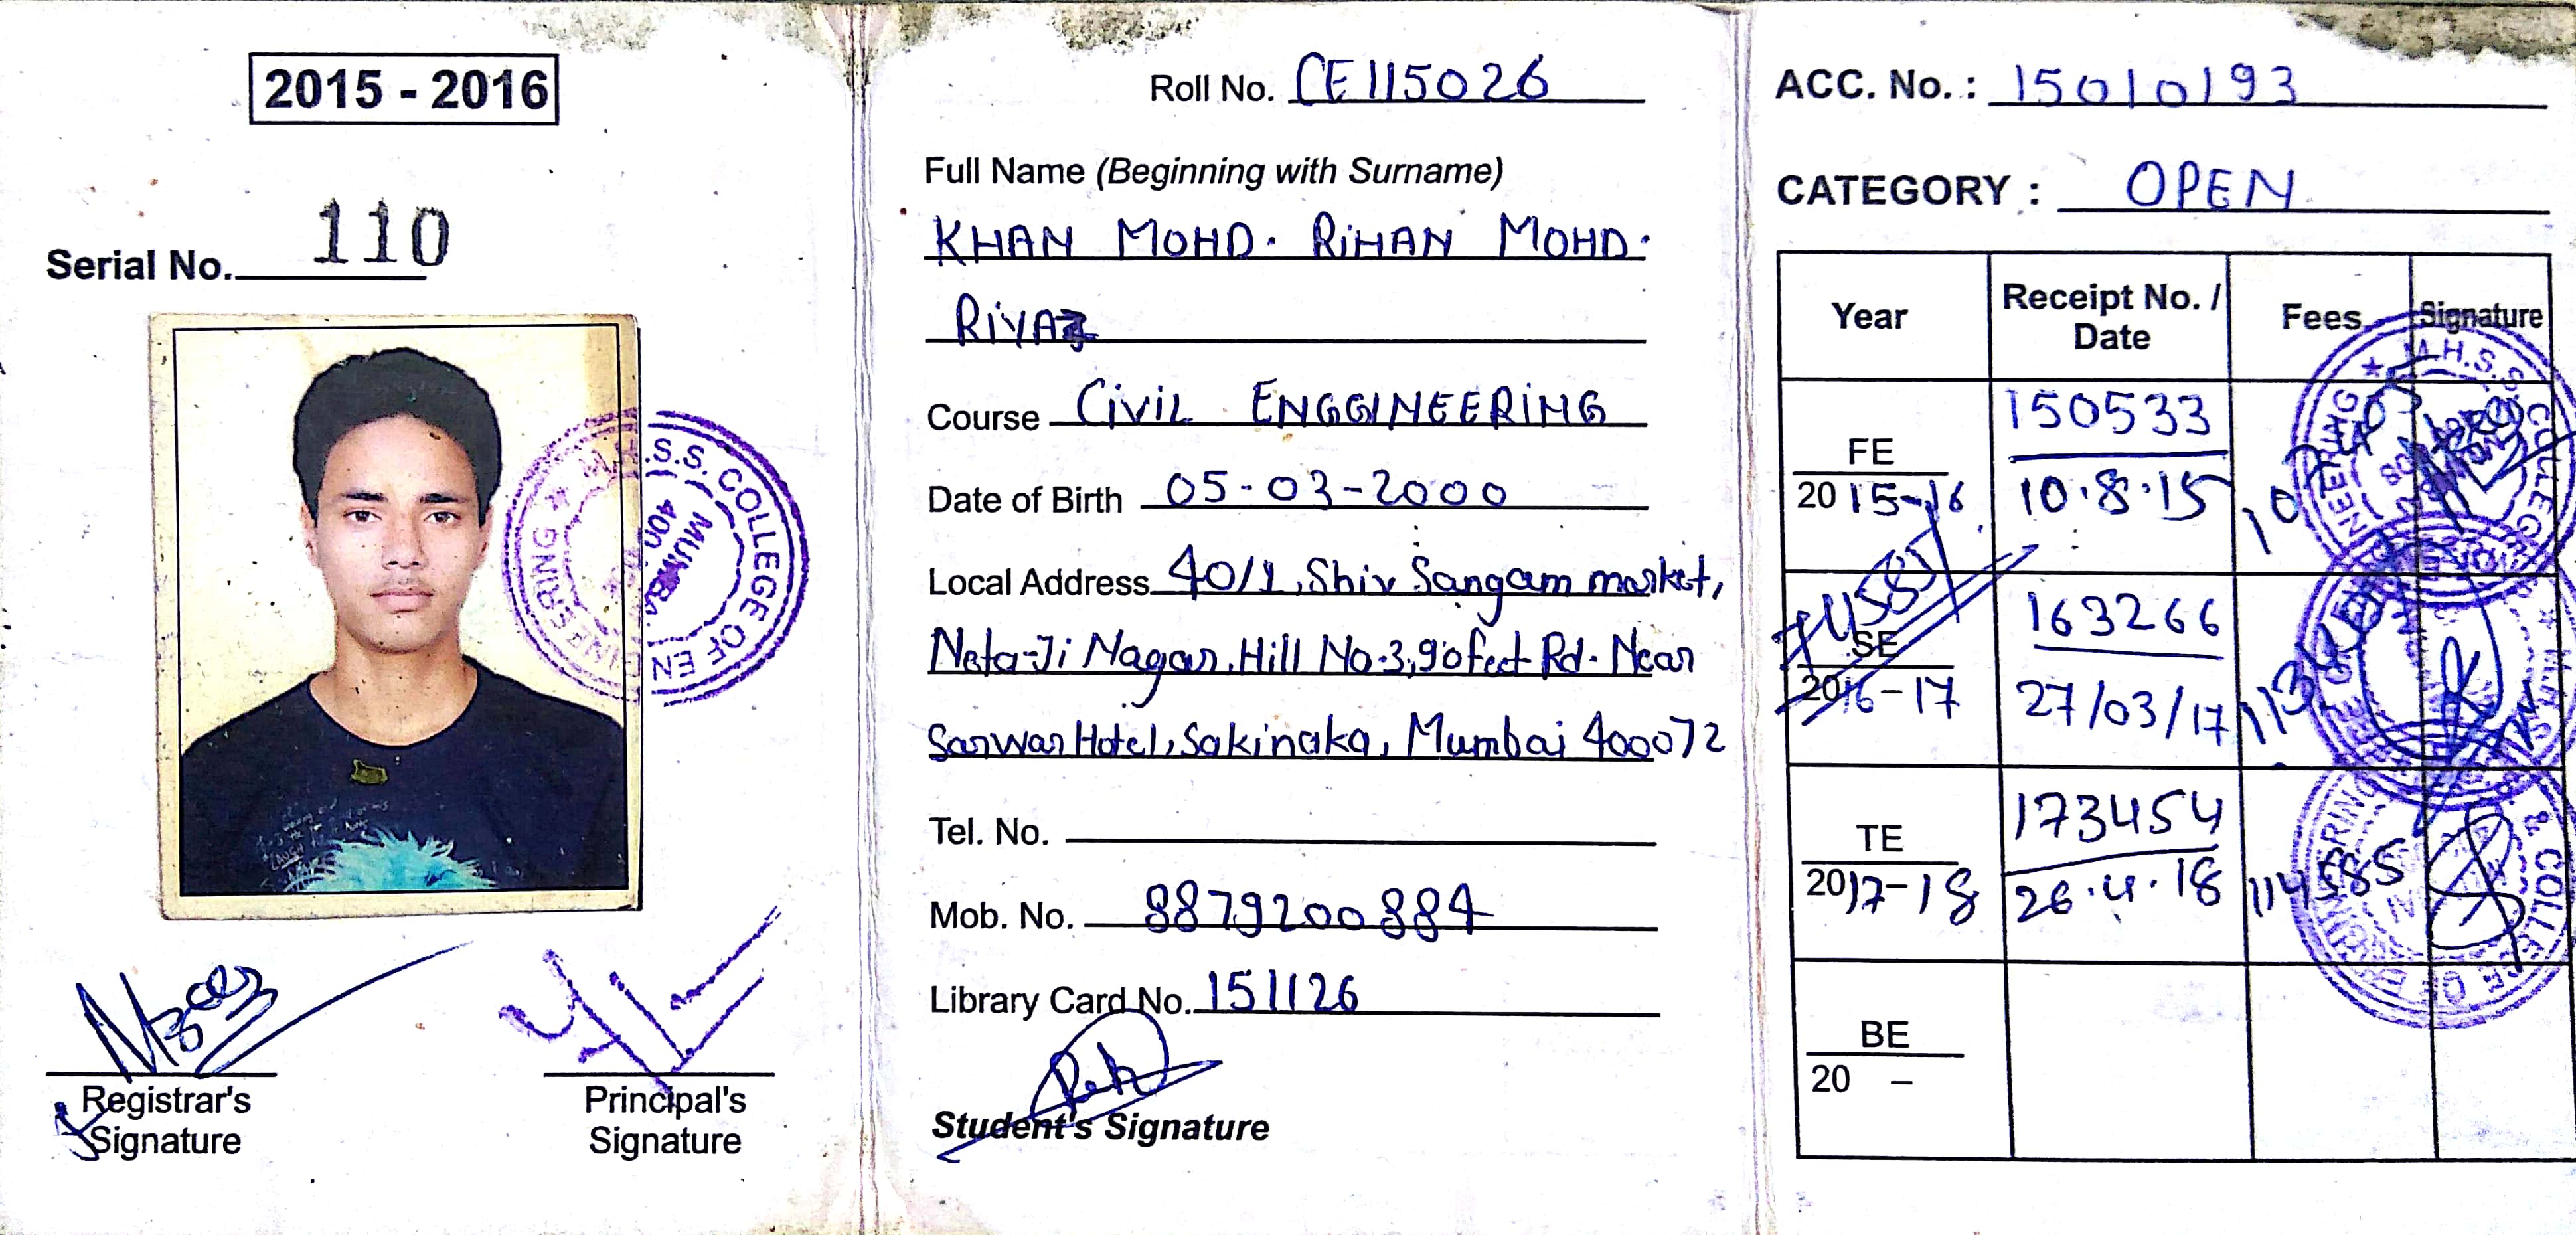 2015 - 2016
Serial No. 110
S.S. COLLEGE OF EN
MUMBA
400
Registrar's
Signature
Principal's
Signature
Roll No. CE115026
Full Name (Beginning with Surname)
KHAN MOHD. RIHAN MOHD.
RIYAZ
Course CIVIL ENGGINEERING
Date of Birth 05-03-2000
Local Address 40/1, Shiv Sangam market,
Neta-Ji Nagar, Hill No.3, 90 feet Rd. Near
Sarwar Hotel, Sakinaka, Mumbai 400072
Tel. No.
Mob. No. 8879200884
Library Card No. 151126
Student's Signature
ACC. No. : 15010193
CATEGORY : OPEN
Year Receipt No. / Date Fees Signature
FE 2015-16 150533 10.8.15
SE 2016-17 163266 27/03/17
TE 2017-18 173454 26.4.18 114585
BE 20 –